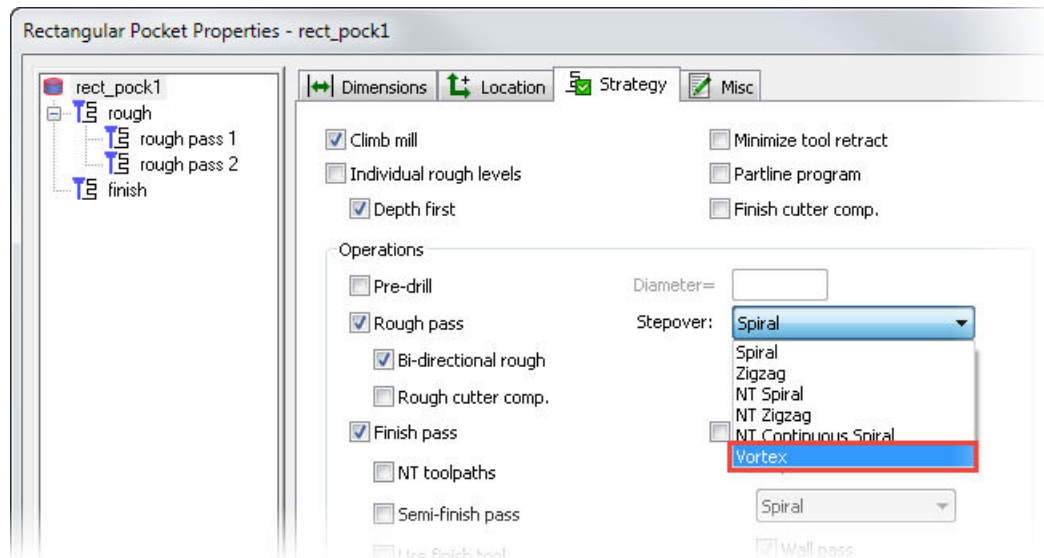 Rectangular Pocket Properties - rect_pock1
rect_pock1
rough
rough pass 1
rough pass 2
finish
Dimensions Location Strategy Misc
Climb mill Minimize tool retract
Individual rough levels Partline program
Depth first Finish cutter comp.
Operations
Pre-drill Diameter=
Rough pass Stepover: Spiral
Spiral
Bi-directional rough
Zigzag
NT Spiral
Rough cutter comp.
NT Zigzag
Finish pass NT Continuous Spiral
Vortex
NT toolpaths
Semi-finish pass Spiral
Use finish tool Wall pass